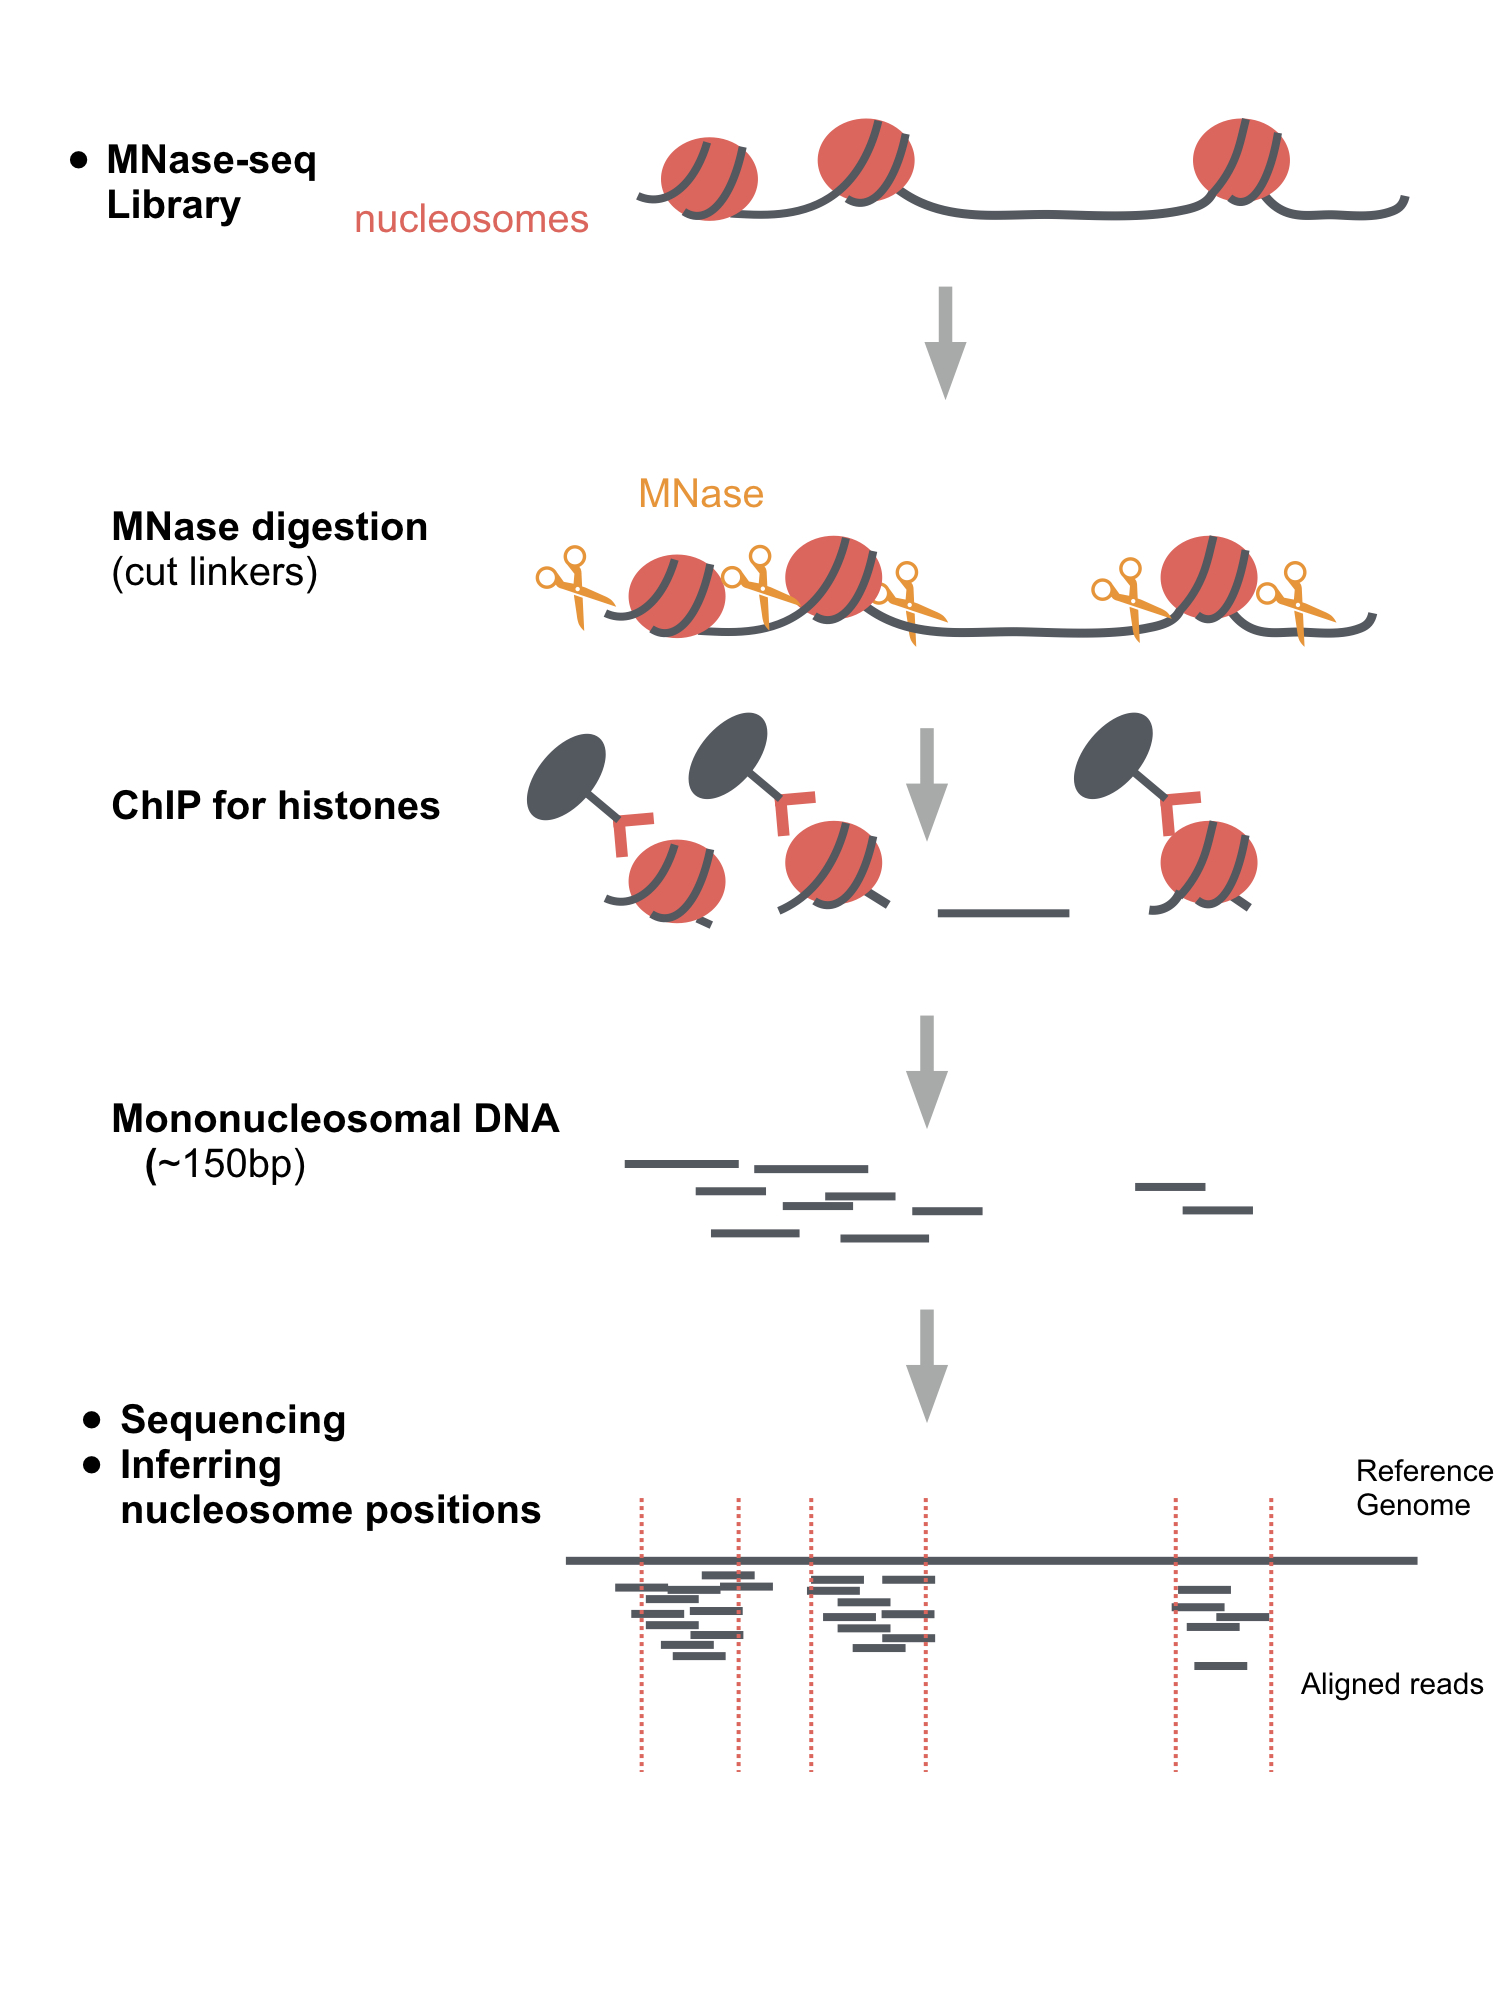 ● MNase-seq
Library
nucleosomes
MNase
MNase digestion
(cut linkers)
ChIP for histones
Mononucleosomal DNA
(~150bp)
● Sequencing
● Inferring
nucleosome positions
Reference
Genome
Aligned reads